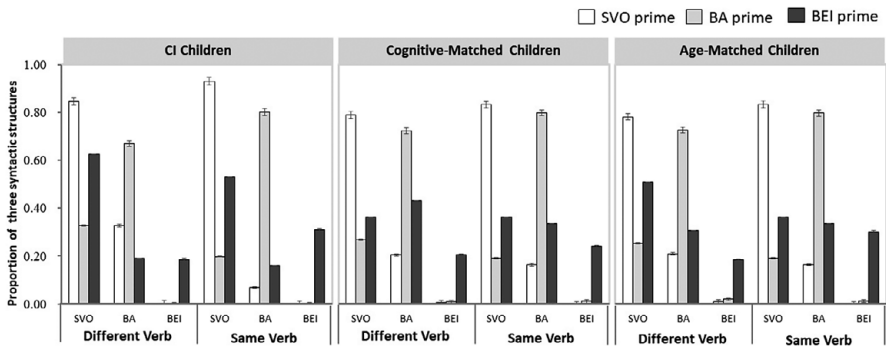 SVO prime BA prime BEI prime
CI Children Cognitive-Matched Children Age-Matched Children
Proportion of three syntactic structures
1.00
0.80
0.60
0.40
0.20
0.00
SVO BA BEI SVO BA BEI SVO BA BEI SVO BA BEI SVO BA BEI SVO BA BEI
Different Verb Same Verb Different Verb Same Verb Different Verb Same Verb